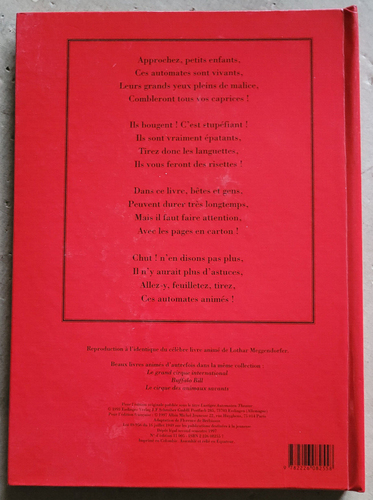 Approchez, petits enfants,
Ces automates sont vivants,
Leurs grands yeux pleins de malice,
Combleront tous vos caprices !
Ils bougent ! C'est stupéfiant !
Ils sont vraiment épatants,
Tirez donc les languettes,
Ils vous feront des risettes !
Dans ce livre, bêtes et gens,
Peuvent durer très longtemps,
Mais il faut faire attention,
Avec les pages en carton !
Chut ! n'en disons pas plus,
Il n'y aurait plus d'astuces,
Allez-y, feuilletez, tirez,
Ces automates animés !
Reproduction à l'identique du célèbre livre animé de Lothar Meggendorfer.
Beaux livres animés d'autrefois dans la même collection :
Le grand cirque international
Buffalo Bill
Le cirque des animaux savants